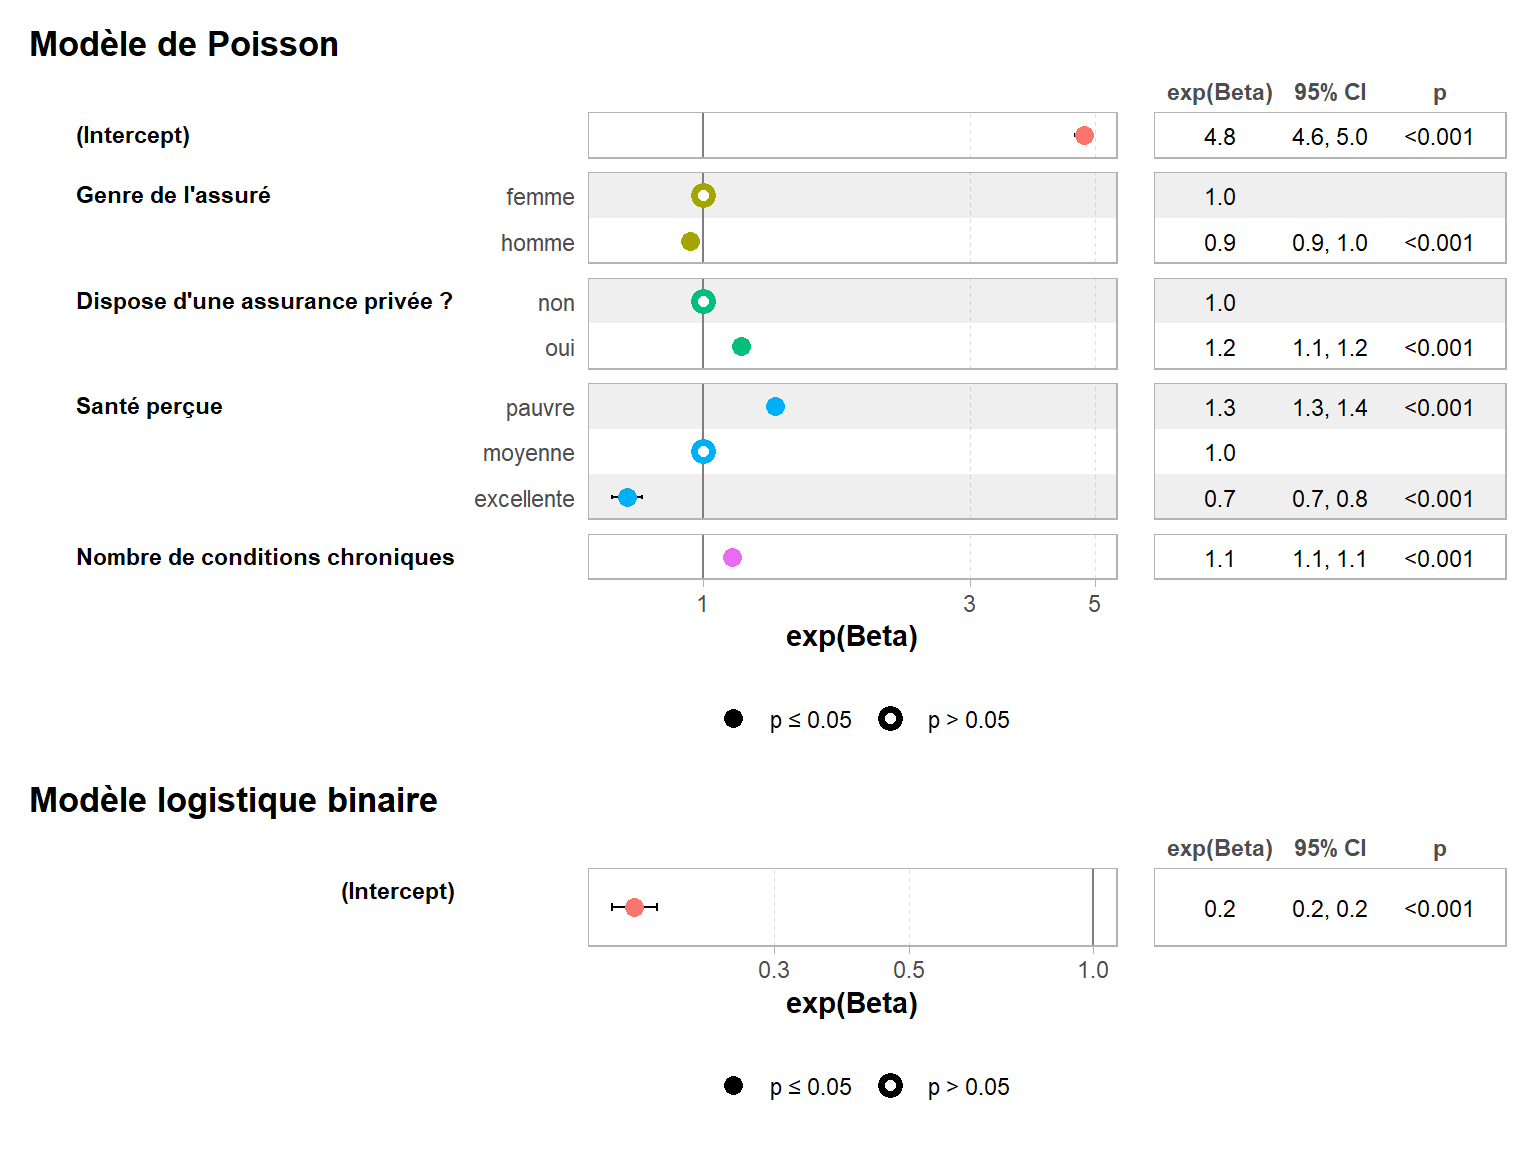 Modèle de Poisson
exp(Beta) 95% CI p
(Intercept) 4.8 4.6, 5.0 <0.001
Genre de l'assuré femme 1.0
homme 0.9 0.9, 1.0 <0.001
Dispose d'une assurance privée ? non 1.0
oui 1.2 1.1, 1.2 <0.001
Santé perçue pauvre 1.3 1.3, 1.4 <0.001
moyenne 1.0
excellente 0.7 0.7, 0.8 <0.001
Nombre de conditions chroniques 1.1 1.1, 1.1 <0.001
1 3 5
exp(Beta)
p ≤ 0.05 p > 0.05
Modèle logistique binaire
exp(Beta) 95% CI p
(Intercept) 0.2 0.2, 0.2 <0.001
0.3 0.5 1.0
exp(Beta)
p ≤ 0.05 p > 0.05